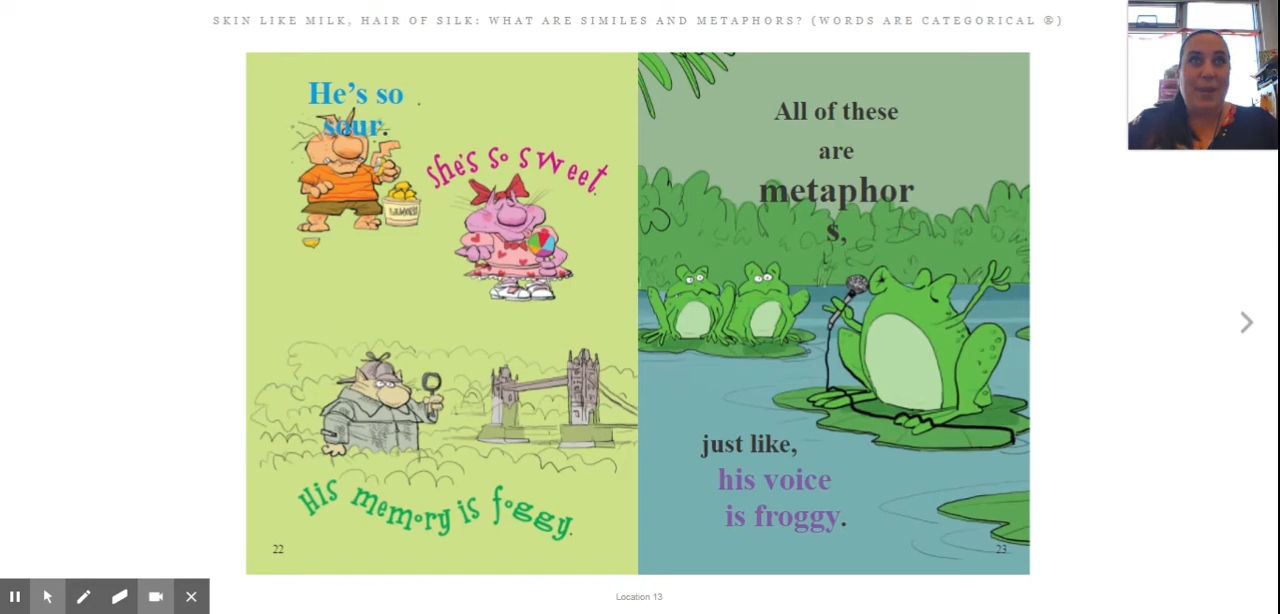 SKIN LIKE MILK, HAIR OF SILK: WHAT ARE SIMILES AND METAPHORS? (WORDS ARE CATEGORICAL ®)
He's so
sour.
She's so sweet.
LEMONS
His memory is foggy.
22
All of these
are
metaphor
s,
just like,
his voice
is froggy.
23
Location 13